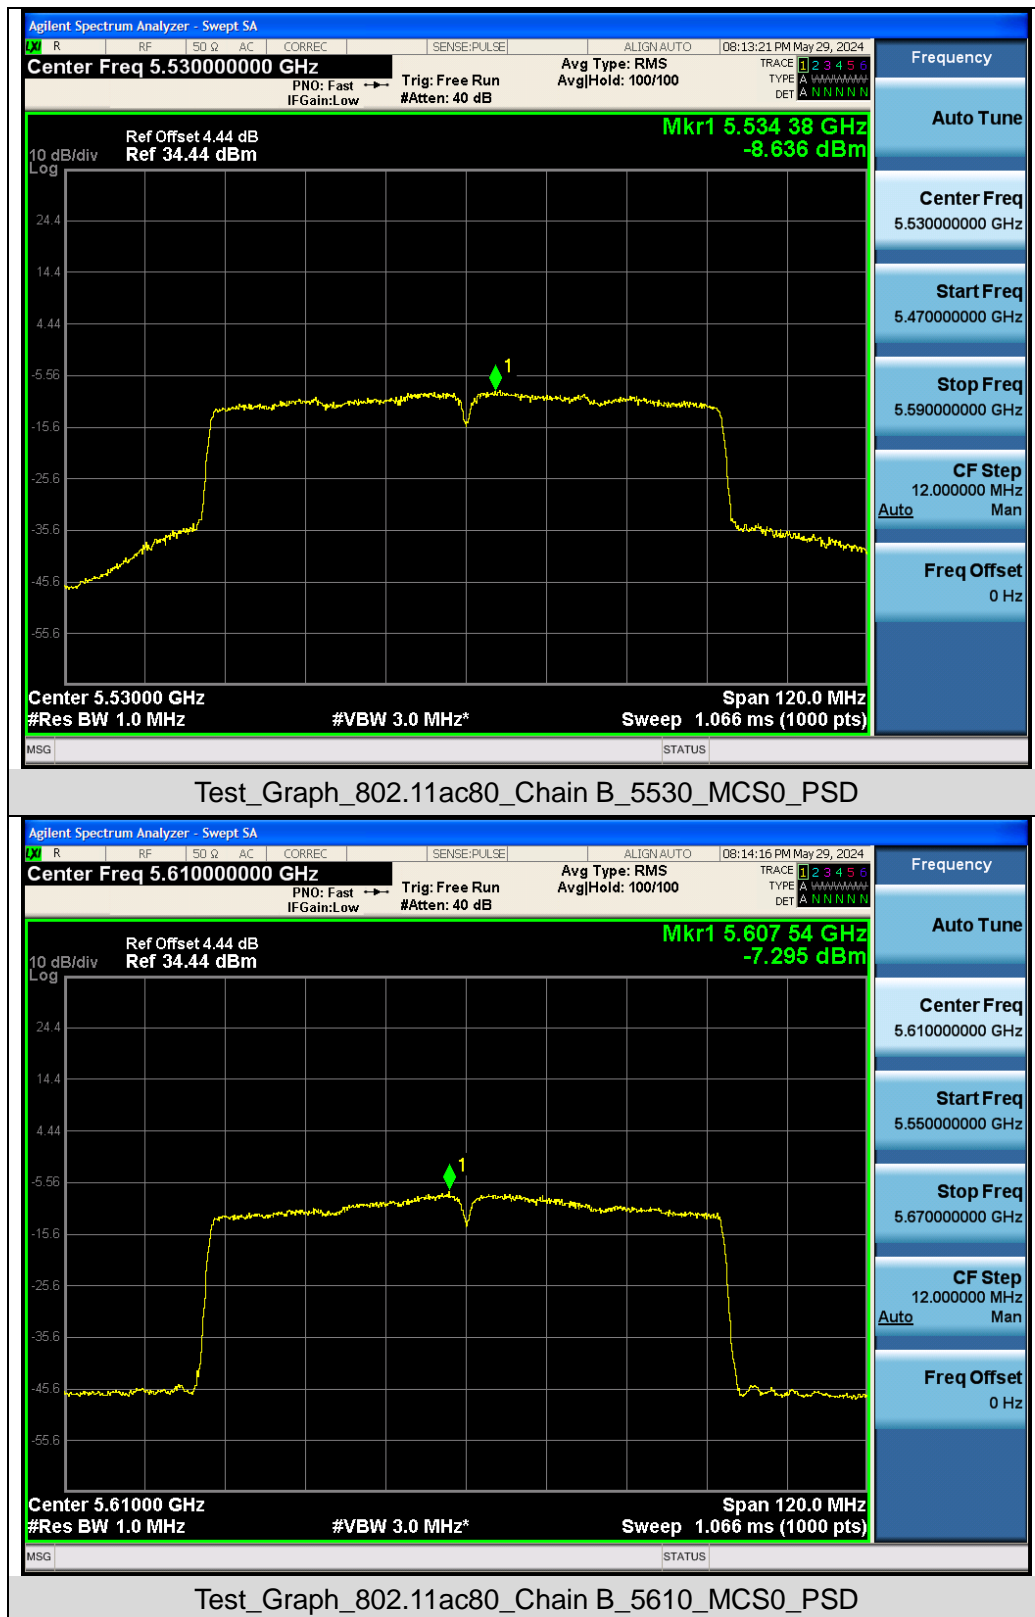 Agilent Spectrum Analyzer - Swept SA
LXI R RF 50 Ω AC CORREC SENSE:PULSE ALIGN AUTO 08:13:21 PM May 29, 2024
Center Freq 5.530000000 GHz
PNO: Fast
IFGain:Low
Trig: Free Run
#Atten: 40 dB
Avg Type: RMS
Avg|Hold: 100/100
TRACE 1 2 3 4 5 6
TYPE A WWWWW
DET A N N N N N
Frequency
Auto Tune
Center Freq
5.530000000 GHz
Start Freq
5.470000000 GHz
Stop Freq
5.590000000 GHz
CF Step
12.000000 MHz
Auto Man
Freq Offset
0 Hz
Mkr1 5.534 38 GHz
-8.636 dBm
Ref Offset 4.44 dB
10 dB/div Ref 34.44 dBm
Log
24.4
14.4
4.44
-5.56
-15.6
-25.6
-35.6
-45.6
-55.6
1
Center 5.53000 GHz Span 120.0 MHz
#Res BW 1.0 MHz #VBW 3.0 MHz* Sweep 1.066 ms (1000 pts)
MSG STATUS
Test_Graph_802.11ac80_Chain B_5530_MCS0_PSD
Agilent Spectrum Analyzer - Swept SA
LXI R RF 50 Ω AC CORREC SENSE:PULSE ALIGN AUTO 08:14:16 PM May 29, 2024
Center Freq 5.610000000 GHz
PNO: Fast
IFGain:Low
Trig: Free Run
#Atten: 40 dB
Avg Type: RMS
Avg|Hold: 100/100
TRACE 1 2 3 4 5 6
TYPE A WWWWW
DET A N N N N N
Frequency
Auto Tune
Center Freq
5.610000000 GHz
Start Freq
5.550000000 GHz
Stop Freq
5.670000000 GHz
CF Step
12.000000 MHz
Auto Man
Freq Offset
0 Hz
Mkr1 5.607 54 GHz
-7.295 dBm
Ref Offset 4.44 dB
10 dB/div Ref 34.44 dBm
Log
24.4
14.4
4.44
-5.56
-15.6
-25.6
-35.6
-45.6
-55.6
1
Center 5.61000 GHz Span 120.0 MHz
#Res BW 1.0 MHz #VBW 3.0 MHz* Sweep 1.066 ms (1000 pts)
MSG STATUS
Test_Graph_802.11ac80_Chain B_5610_MCS0_PSD